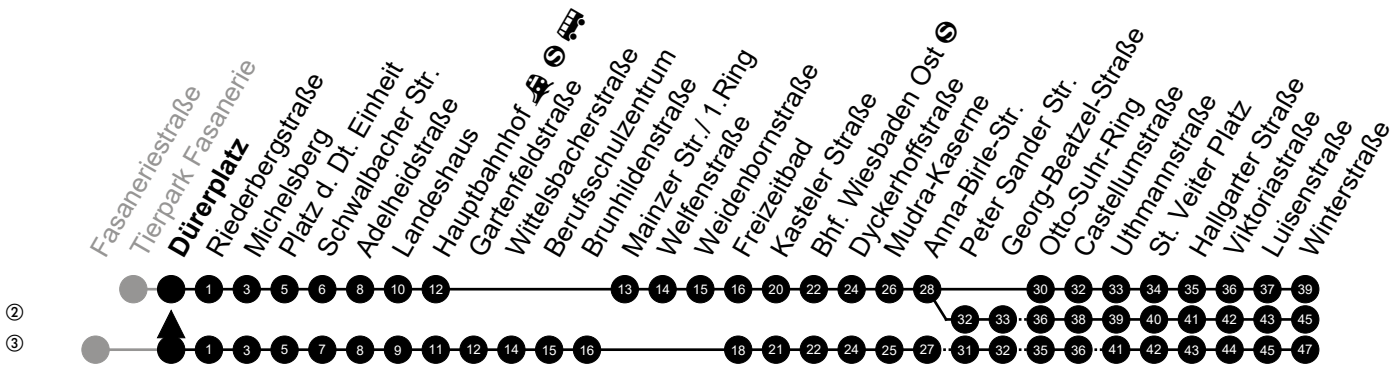 Fasaneriestraße
Tierpark Fasanerie
Dürerplatz
Riederbergstraße
Michelsberg
Platz d. Dt. Einheit
Schwalbacher Str.
Adelheidstraße
Landeshaus
Hauptbahnhof S
Gartenfeldstraße
Wittelsbacherstraße
Berufsschulzentrum
Brunhildenstraße
Mainzer Str./ 1.Ring
Welfenstraße
Weidenbornstraße
Freizeitbad
Kasteler Straße
Bhf. Wiesbaden Ost S
Dyckerhoffstraße
Mudra-Kaserne
Anna-Birle-Str.
Peter Sander Str.
Georg-Beatzel-Straße
Otto-Suhr-Ring
Castellumstraße
Uthmannstraße
St. Veiter Platz
Hallgarter Straße
Viktoriastraße
Luisenstraße
Winterstraße
1 3 5 6 8 10 12 13 14 15 16 20 22 24 26 28 30 32 33 34 35 36 37 39
② 32 33 36 38 39 40 41 42 43 45
③ 1 3 5 7 8 9 11 12 14 15 16 18 21 22 24 25 27 31 32 35 36 41 42 43 44 45 47